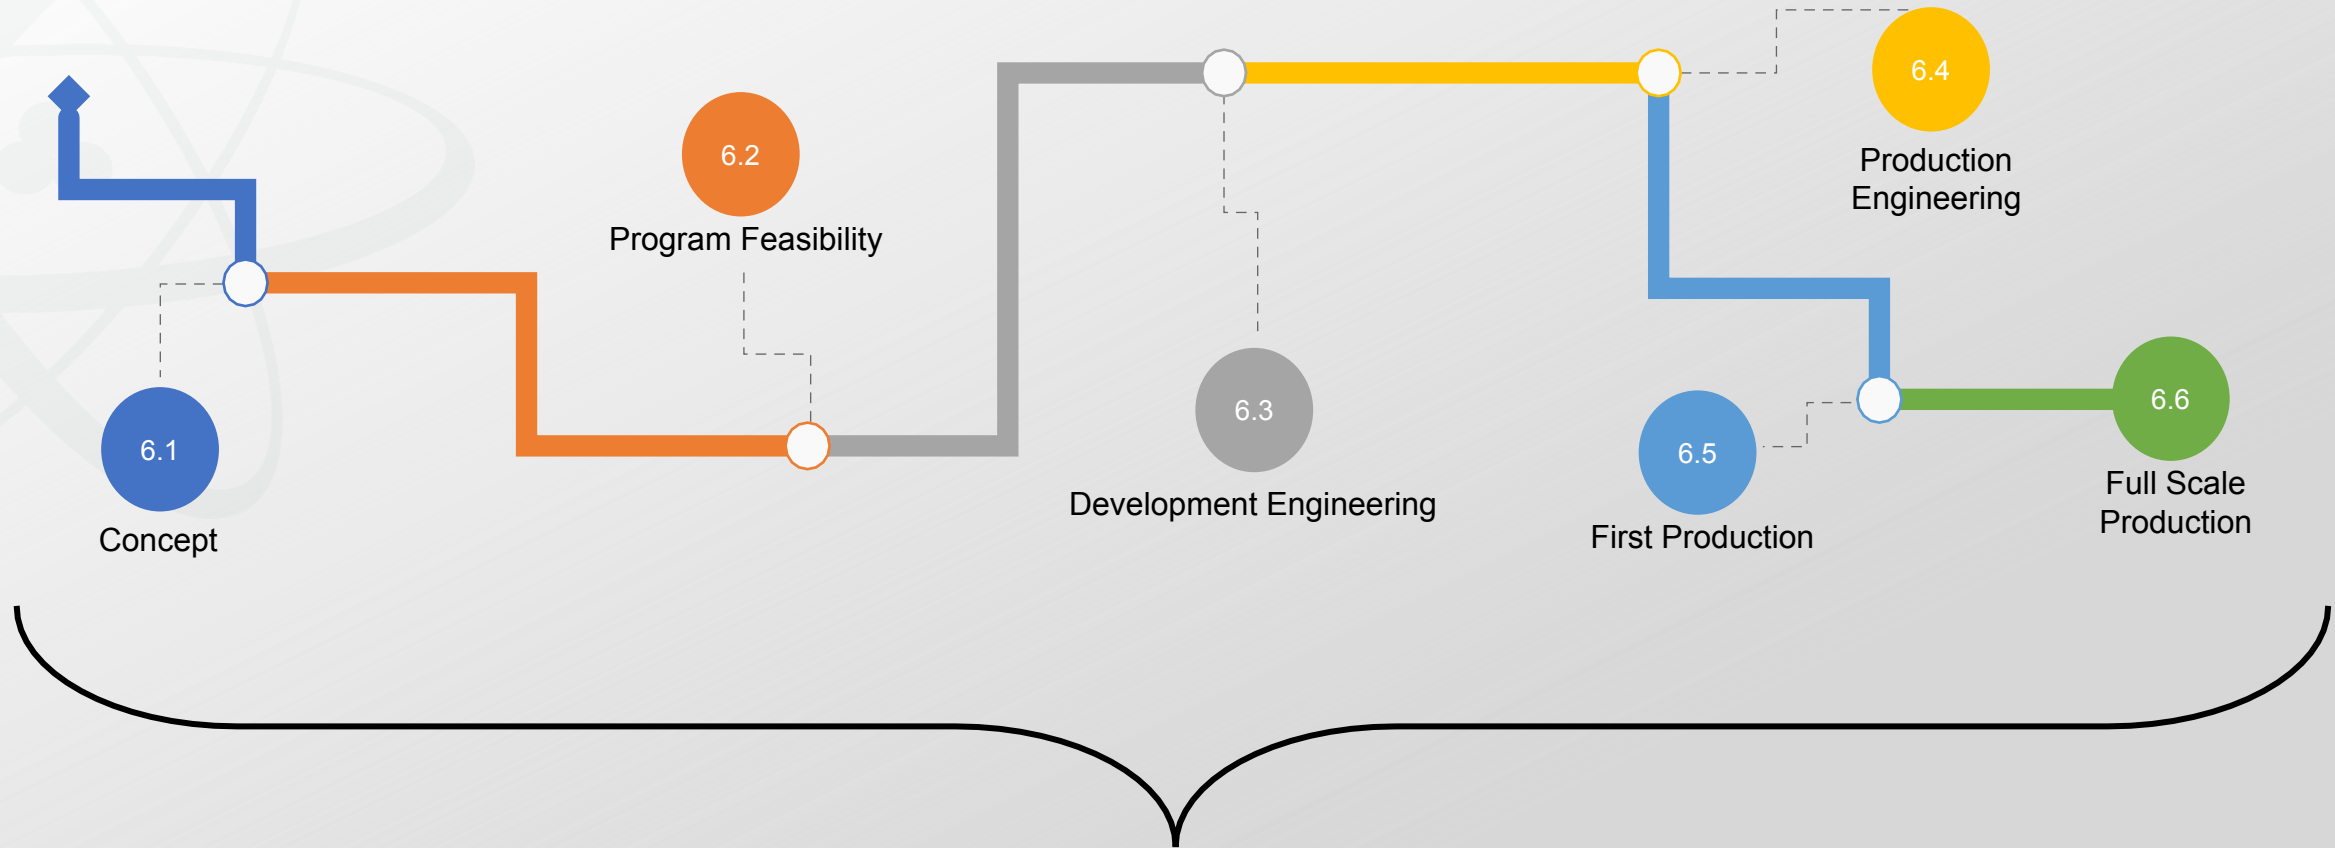 6.1
Concept
6.2
Program Feasibility
6.3
Development Engineering
6.4
Production
Engineering
6.5
First Production
6.6
Full Scale
Production